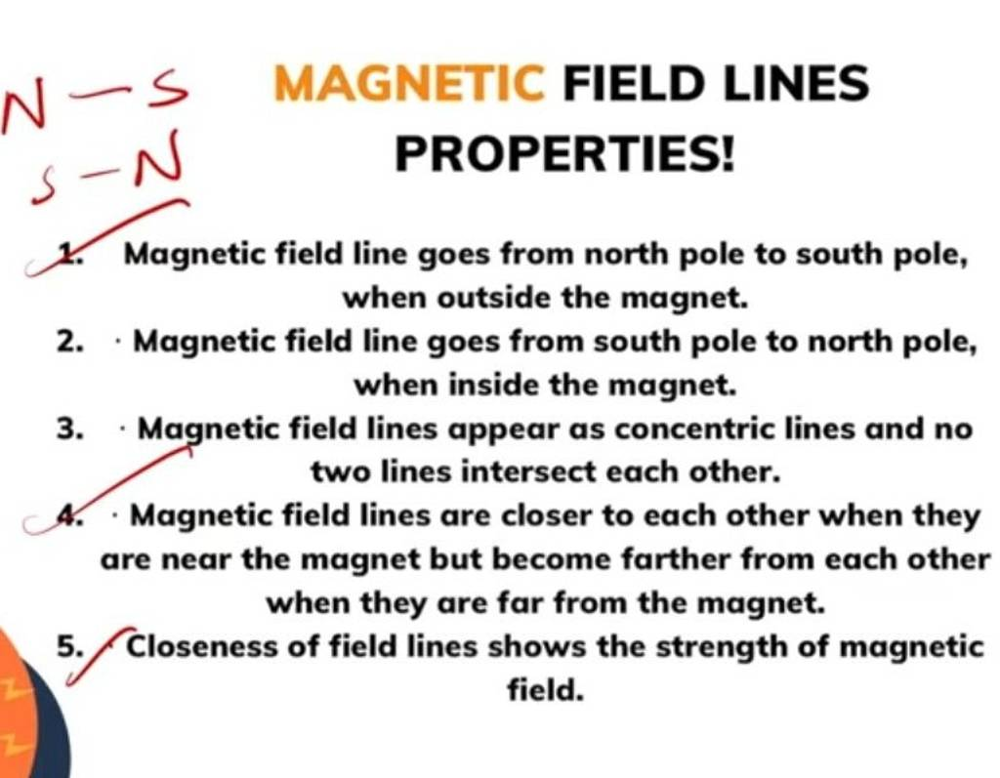 N - S
MAGNETIC FIELD LINES
S - N
PROPERTIES!
1. Magnetic field line goes from north pole to south pole,
when outside the magnet.
2. · Magnetic field line goes from south pole to north pole,
when inside the magnet.
3. · Magnetic field lines appear as concentric lines and no
two lines intersect each other.
4. · Magnetic field lines are closer to each other when they
are near the magnet but become farther from each other
when they are far from the magnet.
5. · Closeness of field lines shows the strength of magnetic
field.